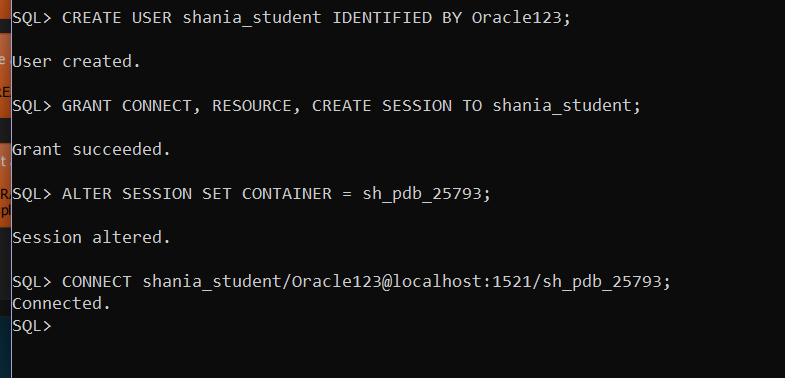 SQL> CREATE USER shania_student IDENTIFIED BY Oracle123;
User created.
SQL> GRANT CONNECT, RESOURCE, CREATE SESSION TO shania_student;
Grant succeeded.
SQL> ALTER SESSION SET CONTAINER = sh_pdb_25793;
Session altered.
SQL> CONNECT shania_student/Oracle123@localhost:1521/sh_pdb_25793;
Connected.
SQL>